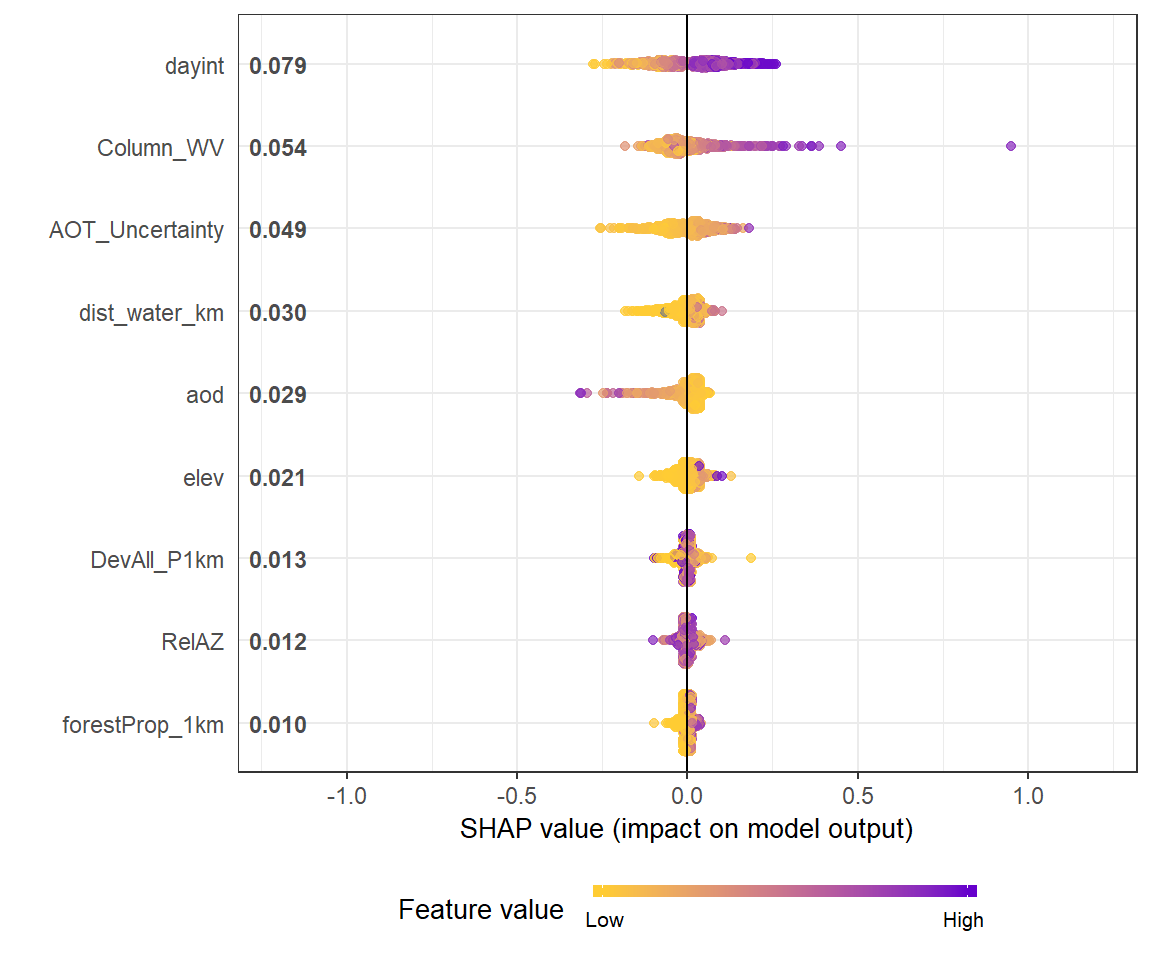 dayint 0.079
Column_WV 0.054
AOT_Uncertainty 0.049
dist_water_km 0.030
aod 0.029
elev 0.021
DevAll_P1km 0.013
RelAZ 0.012
forestProp_1km 0.010
-1.0 -0.5 0.0 0.5 1.0
SHAP value (impact on model output)
Feature value
Low High